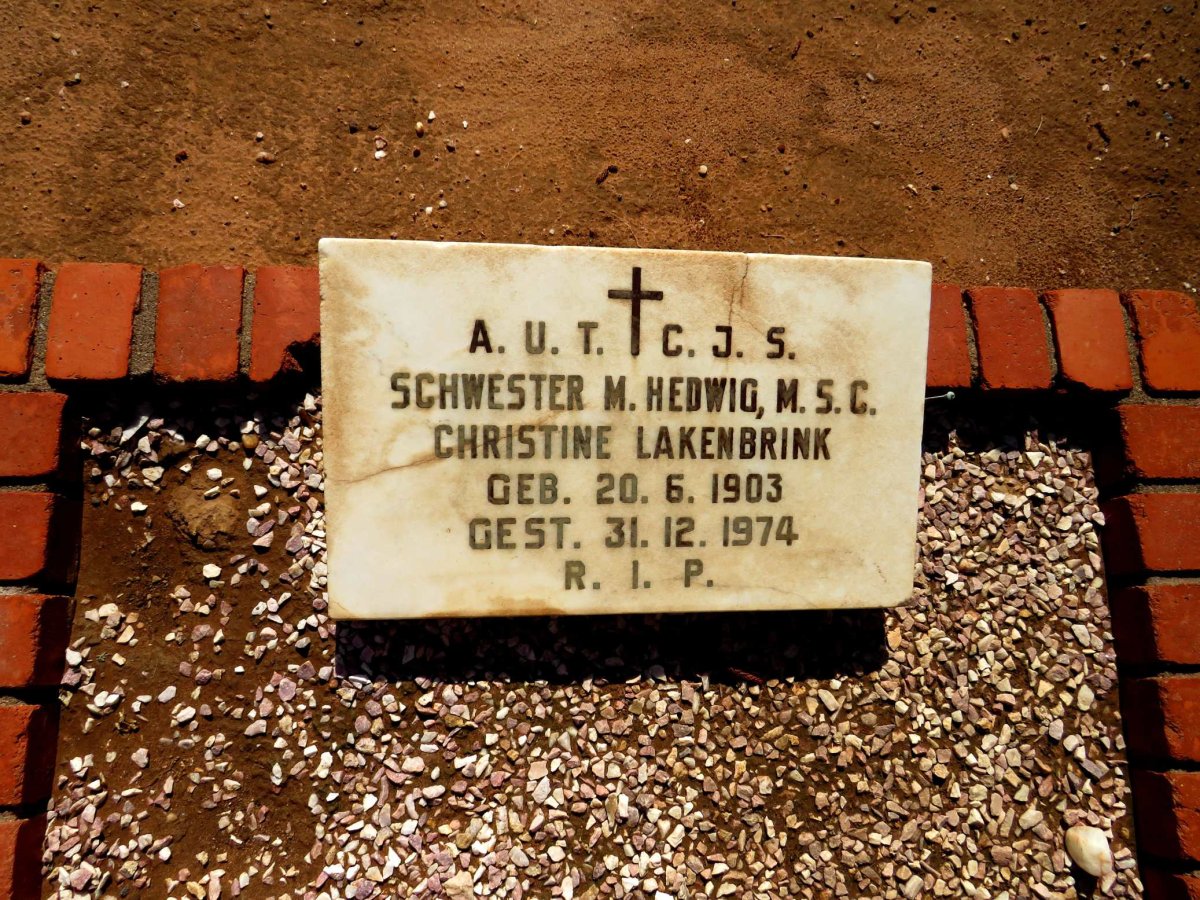 A. U. T. C. J. S.
SCHWESTER M. HEDWIG, M. S. C.
CHRISTINE LAKENBRINK
GEB. 20. 6. 1903
GEST. 31. 12. 1974
R. I. P.